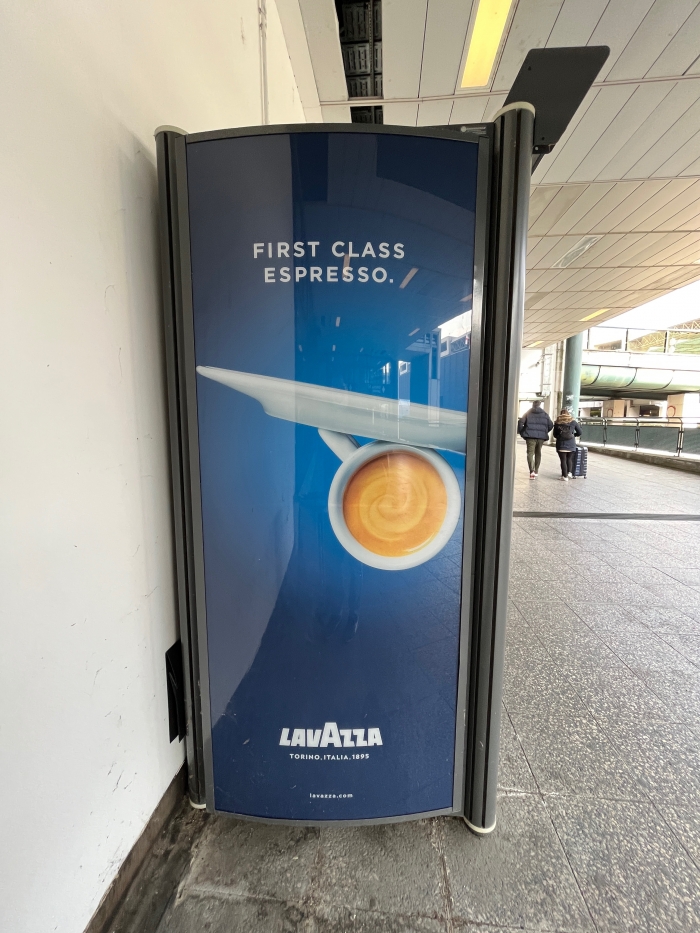 FIRST CLASS
ESPRESSO.
LAVAZZA
TORINO, ITALIA, 1895
lavazza.com